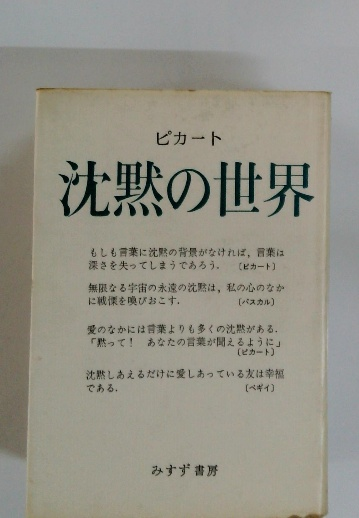 ピカート
沈黙の世界
もしも言葉に沈黙の背景がなければ，言葉は
深さを失ってしまうであろう．〔ピカート〕
無限なる宇宙の永遠の沈黙は，私の心のなか
に戦慄を喚びおこす．〔パスカル〕
愛のなかには言葉よりも多くの沈黙がある．
「黙って！　あなたの言葉が聞えるように」
〔ピカート〕
沈黙しあえるだけに愛しあっている友は幸福
である．〔ペギイ〕
みすず書房